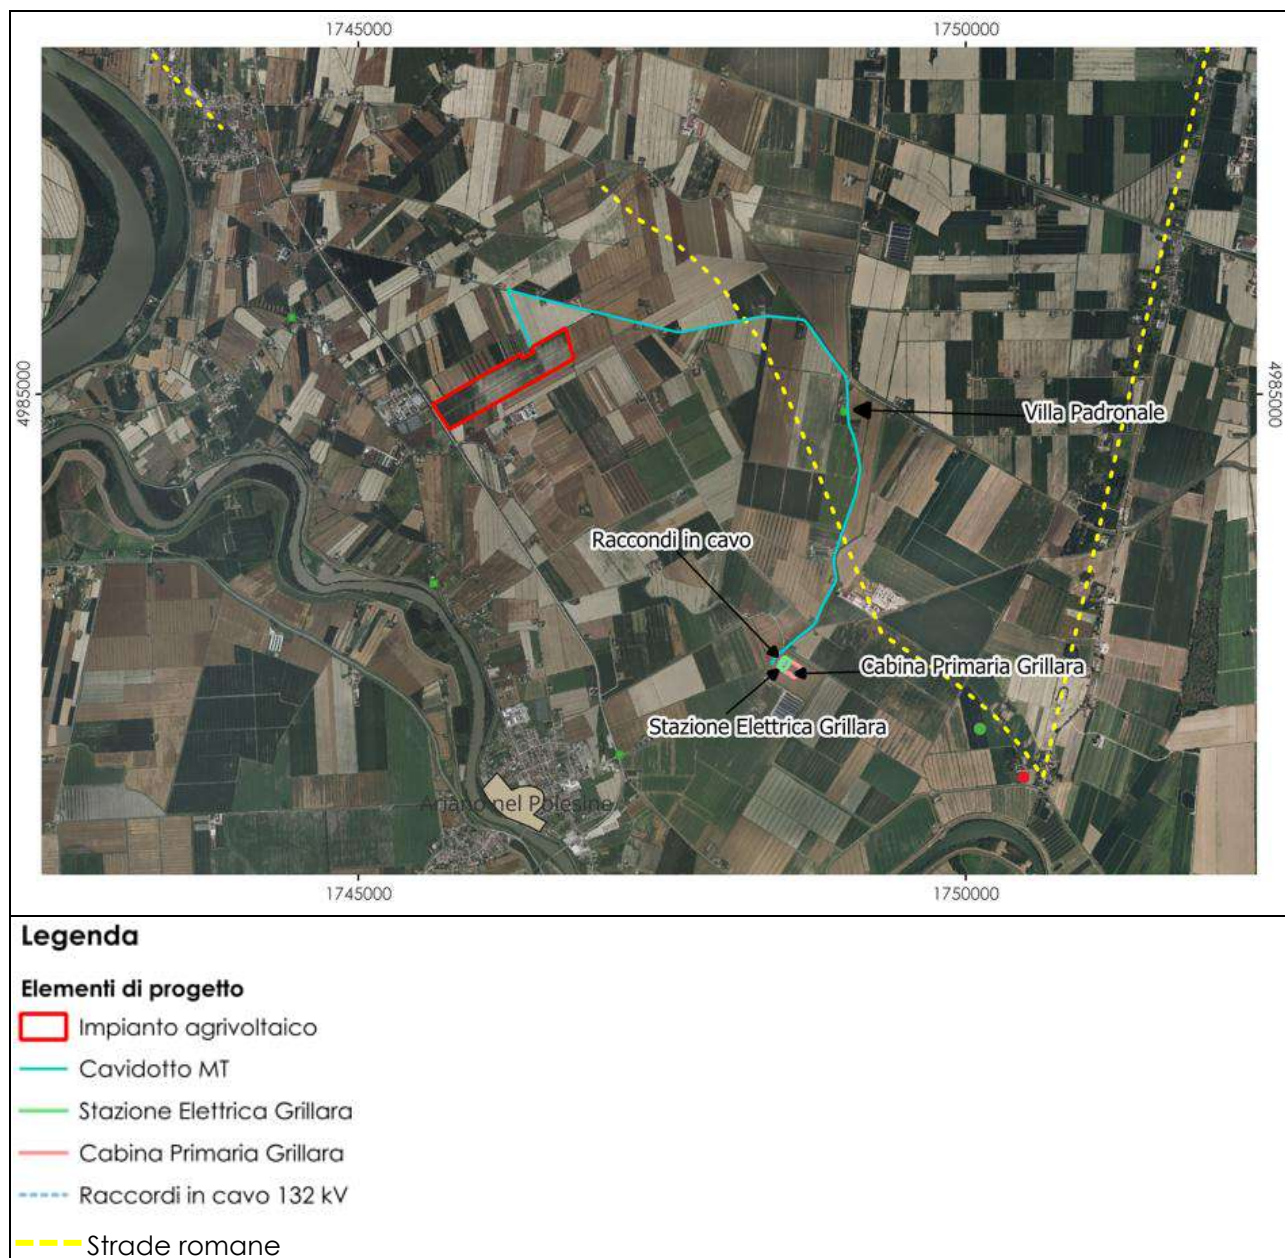 1745000 1750000
4985000 4985000
Villa Padronale
Raccondi in cavo
Cabina Primaria Grillara
Stazione Elettrica Grillara
Ariano nel Polesine
1745000 1750000
Legenda
Elementi di progetto
Impianto agrivoltaico
Cavidotto MT
Stazione Elettrica Grillara
Cabina Primaria Grillara
Raccordi in cavo 132 kV
Strade romane